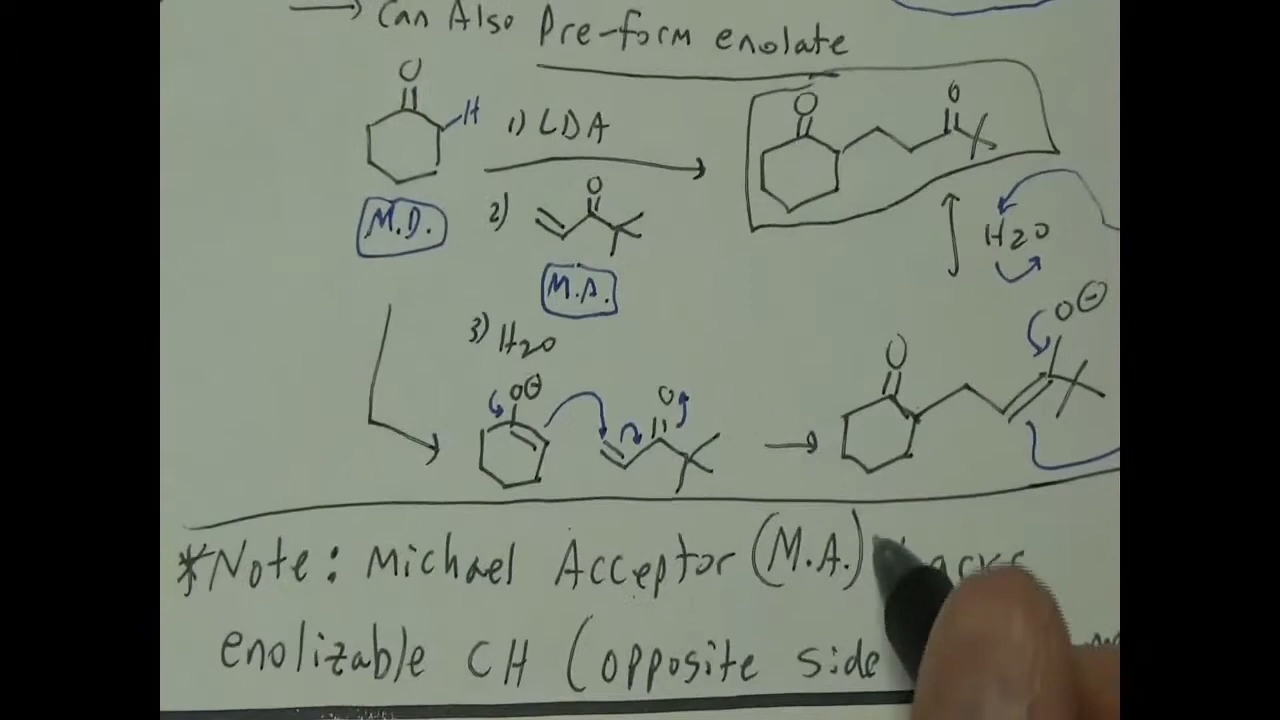 → Can Also Pre-form enolate
O
H
1) LDA
O
O
M.D.
2)
O
M.A.
H2O
3) H2O
O⊖
O
O
O⊖
O
*Note: Michael Acceptor (M.A.)
enolizable CH (opposite side